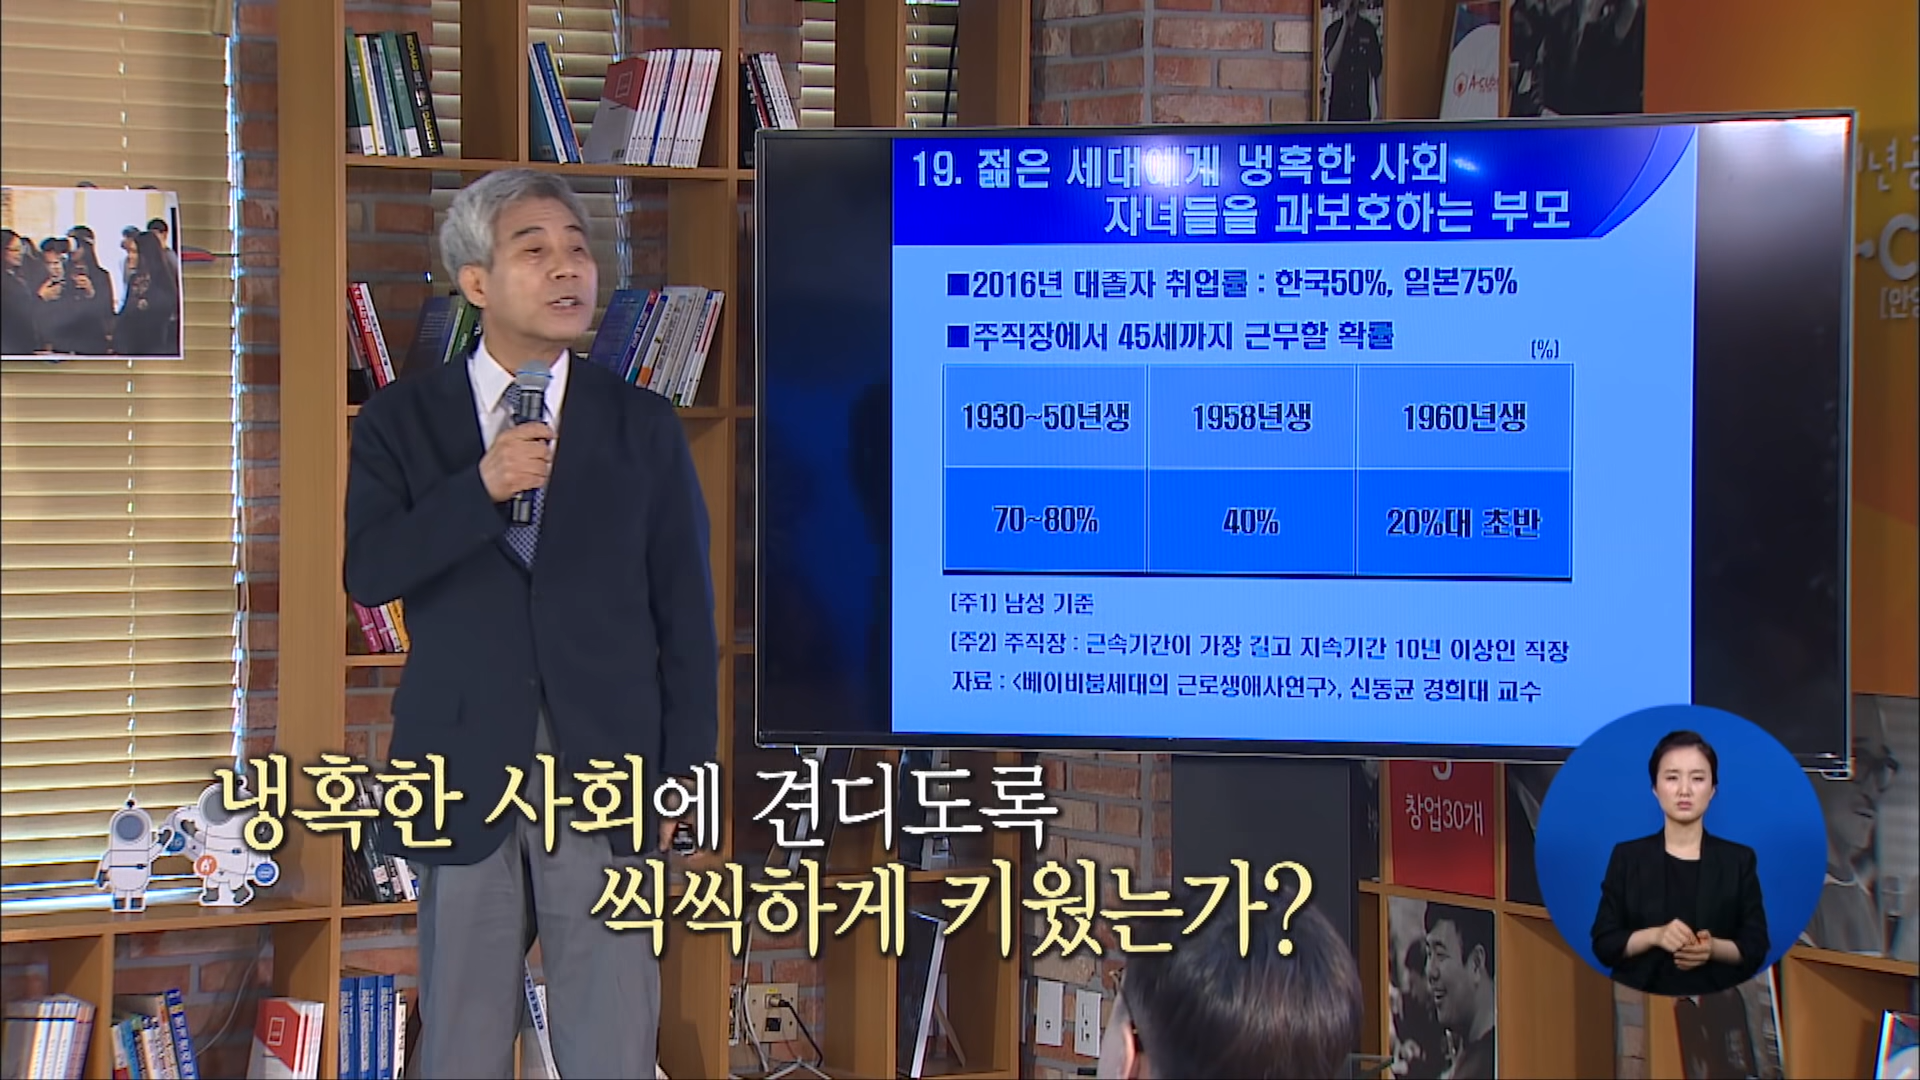 19. 젊은 세대에게 냉혹한 사회
자녀들을 과보호하는 부모
■2016년 대졸자 취업률 : 한국50%, 일본75%
■주직장에서 45세까지 근무할 확률
(%)
1930~50년생 1958년생 1960년생
70~80% 40% 20%대 초반
(주1) 남성 기준
(주2) 주직장 : 근속기간이 가장 길고 지속기간 10년 이상인 직장
자료 : <베이비붐세대의 근로생애사연구>, 신동균 경희대 교수
냉혹한 사회에 견디도록
씩씩하게 키웠는가?
창업30개